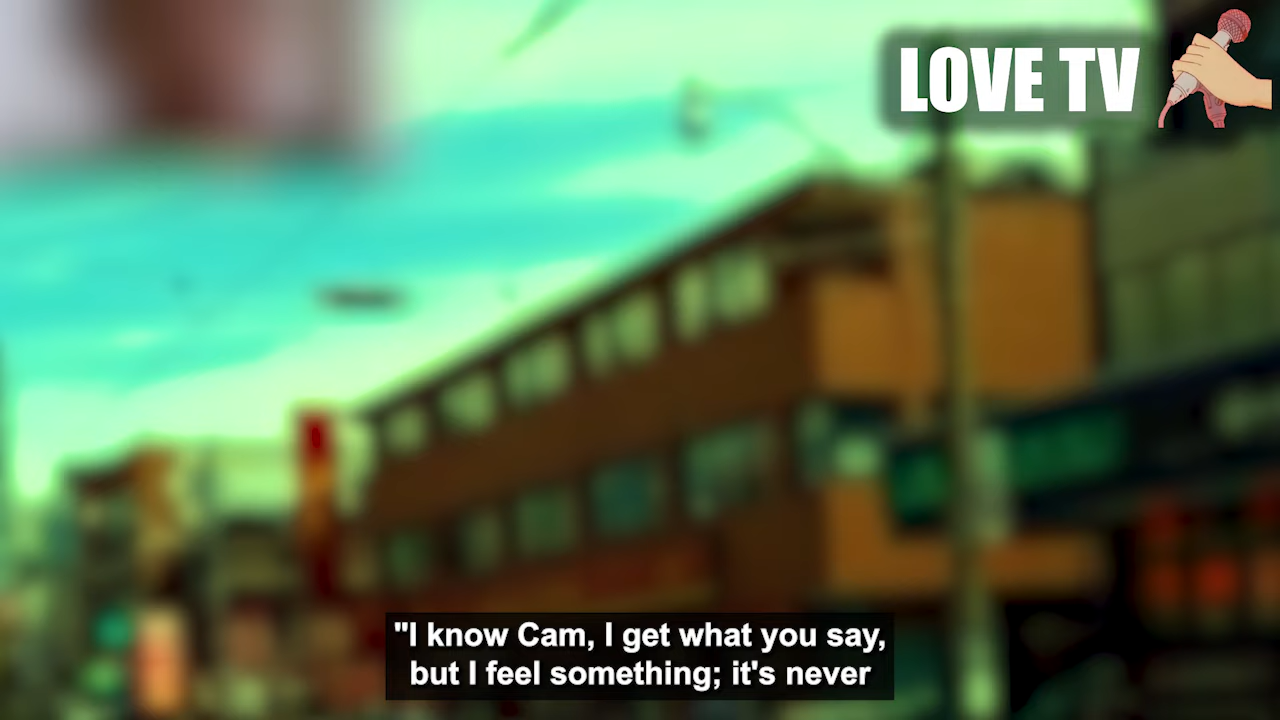 LOVE TV
"I know Cam, I get what you say,
but I feel something; it's never